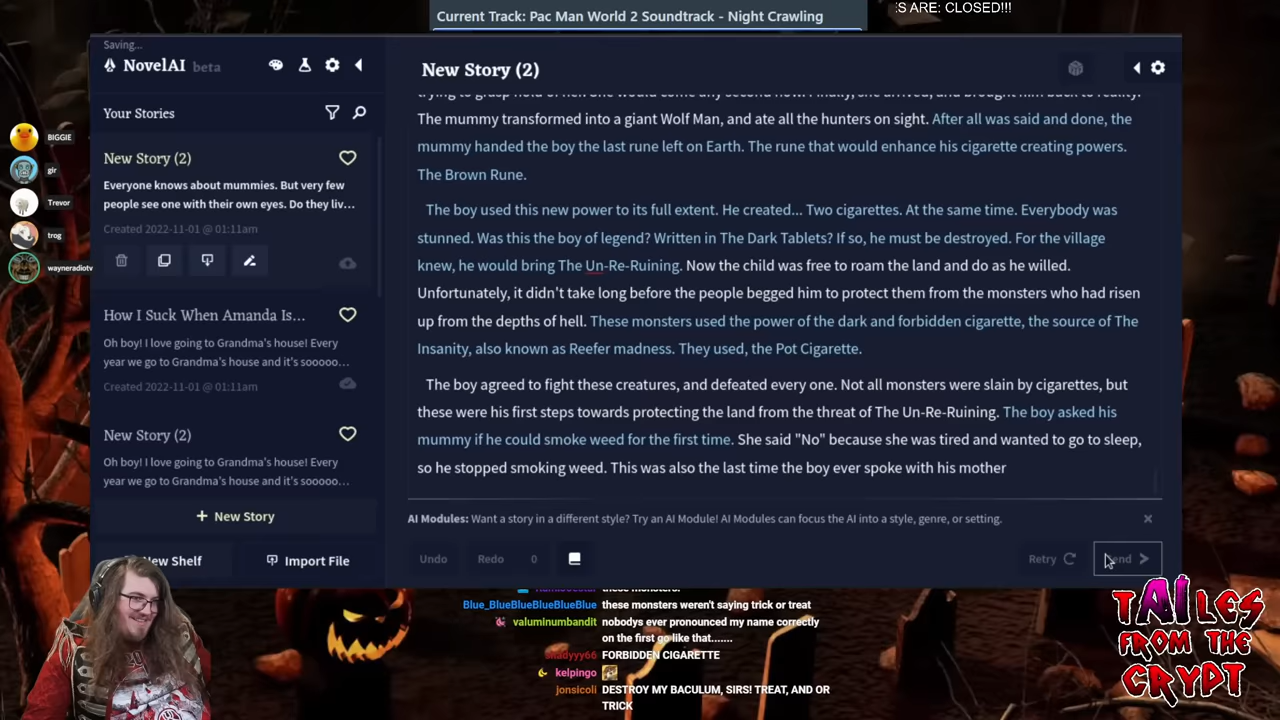 Current Track: Pac Man World 2 Soundtrack - Night Crawling
S ARE: CLOSED!!!
Saving...
NovelAI beta
Your Stories
New Story (2)
Everyone knows about mummies. But very few
people see one with their own eyes. Do they liv...
Created 2022-11-01 @ 01:11am
How I Suck When Amanda Is...
Oh boy! I love going to Grandma's house! Every
year we go to Grandma's house and it's sooooo...
Created 2022-11-01 @ 01:11am
New Story (2)
Oh boy! I love going to Grandma's house! Every
year we go to Grandma's house and it's sooooo...
+ New Story
New Shelf
Import File
BIGGIE
gir
Trevor
trog
wayneradiotv
New Story (2)
The mummy transformed into a giant Wolf Man, and ate all the hunters on sight. After all was said and done, the
mummy handed the boy the last rune left on Earth. The rune that would enhance his cigarette creating powers.
The Brown Rune.
The boy used this new power to its full extent. He created... Two cigarettes. At the same time. Everybody was
stunned. Was this the boy of legend? Written in The Dark Tablets? If so, he must be destroyed. For the village
knew, he would bring The Un-Re-Ruining. Now the child was free to roam the land and do as he willed.
Unfortunately, it didn't take long before the people begged him to protect them from the monsters who had risen
up from the depths of hell. These monsters used the power of the dark and forbidden cigarette, the source of The
Insanity, also known as Reefer madness. They used, the Pot Cigarette.
The boy agreed to fight these creatures, and defeated every one. Not all monsters were slain by cigarettes, but
these were his first steps towards protecting the land from the threat of The Un-Re-Ruining. The boy asked his
mummy if he could smoke weed for the first time. She said "No" because she was tired and wanted to go to sleep,
so he stopped smoking weed. This was also the last time the boy ever spoke with his mother
AI Modules: Want a story in a different style? Try an AI Module! AI Modules can focus the AI into a style, genre, or setting.
Undo
Redo 0
Retry
end
these monsters!
Blue_BlueBlueBlueBlueBlue these monsters weren't saying trick or treat
valuminumbandit nobodys ever pronounced my name correctly
on the first go like that.......
shadyyy66 FORBIDDEN CIGARETTE
kelpingo
jonsicoli DESTROY MY BACULUM, SIRS! TREAT, AND OR
TRICK
TAILES
FROM THE
CRYPT